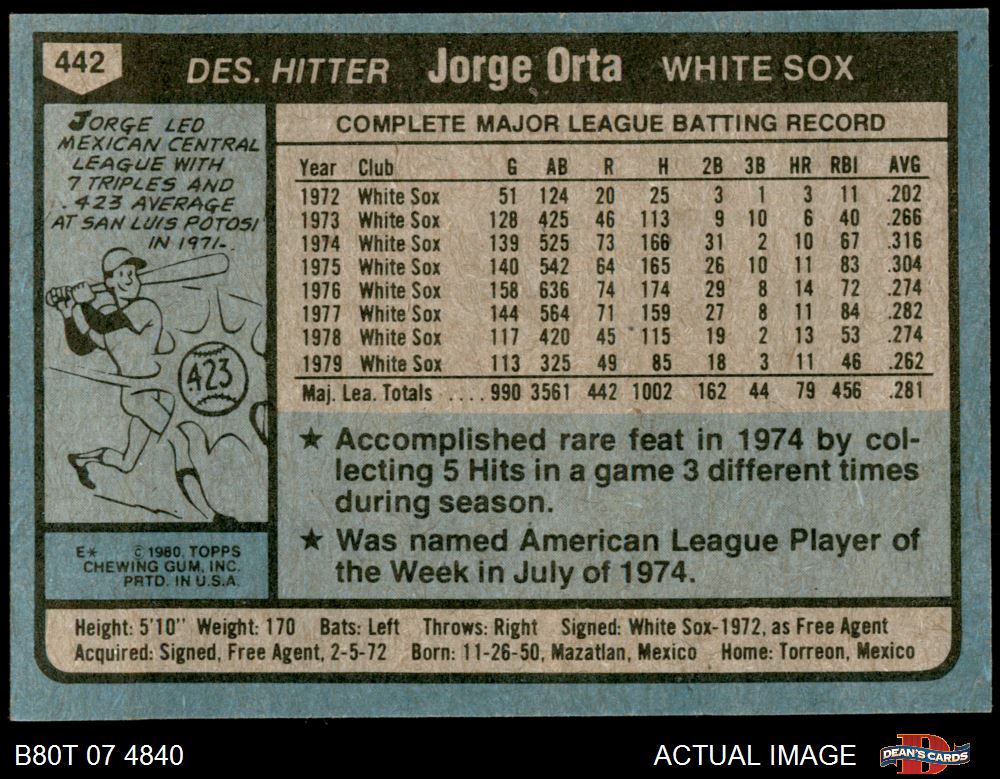 442
DES. HITTER Jorge Orta WHITE SOX
JORGE LED
MEXICAN CENTRAL
LEAGUE WITH
7 TRIPLES AND
.423 AVERAGE
AT SAN LUIS POTOSI
IN 1971.
.423
E* © 1980, TOPPS
CHEWING GUM, INC.
PRTD. IN U.S.A.
COMPLETE MAJOR LEAGUE BATTING RECORD
Year Club G AB R H 2B 3B HR RBI AVG
1972 White Sox 51 124 20 25 3 1 3 11 .202
1973 White Sox 128 425 46 113 9 10 6 40 .266
1974 White Sox 139 525 73 166 31 2 10 67 .316
1975 White Sox 140 542 64 165 26 10 11 83 .304
1976 White Sox 158 636 74 174 29 8 14 72 .274
1977 White Sox 144 564 71 159 27 8 11 84 .282
1978 White Sox 117 420 45 115 19 2 13 53 .274
1979 White Sox 113 325 49 85 18 3 11 46 .262
Maj. Lea. Totals .... 990 3561 442 1002 162 44 79 456 .281
★ Accomplished rare feat in 1974 by col-
lecting 5 Hits in a game 3 different times
during season.
★ Was named American League Player of
the Week in July of 1974.
Height: 5'10" Weight: 170 Bats: Left Throws: Right Signed: White Sox-1972, as Free Agent
Acquired: Signed, Free Agent, 2-5-72 Born: 11-26-50, Mazatlan, Mexico Home: Torreon, Mexico
B80T 07 4840 ACTUAL IMAGE DEAN'S CARDS